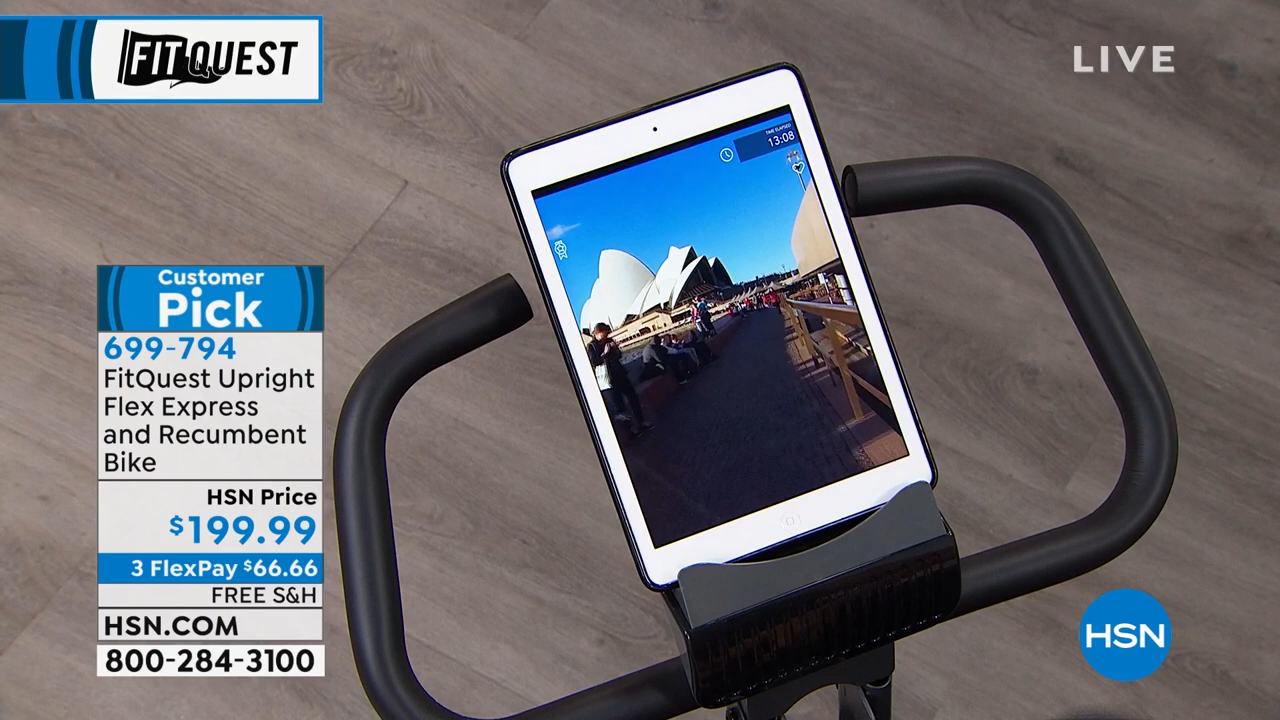 FITQUEST
LIVE
TIME ELAPSED
13:08
Customer
Pick
699-794
FitQuest Upright
Flex Express
and Recumbent
Bike
HSN Price
$199.99
3 FlexPay $66.66
FREE S&H
HSN.COM
800-284-3100
HSN